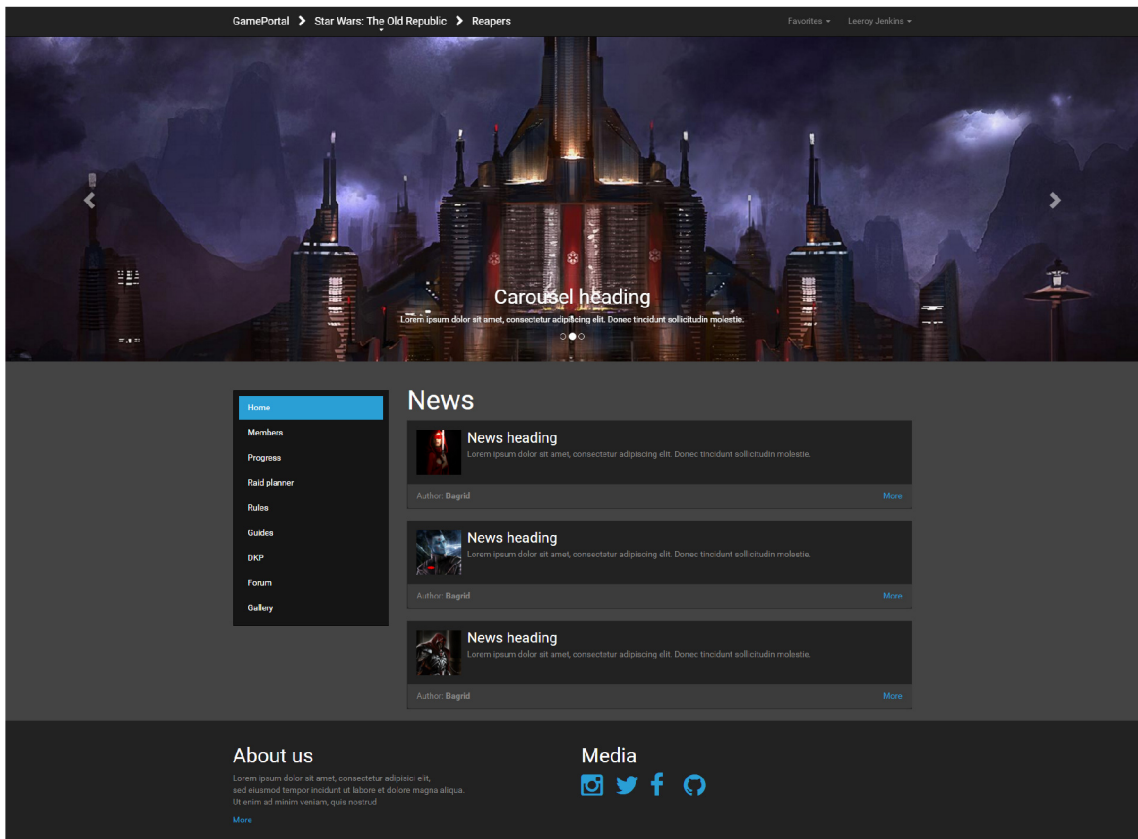 GamePortal > Star Wars: The Old Republic > Reapers
Favorites
Leeroy Jenkins
Carousel heading
Lorem ipsum dolor sit amet, consectetur adipiscing elit. Donec tincidunt sollicitudin molestie.
Home
Members
Progress
Raid planner
Rules
Guides
DKP
Forum
Gallery
News
News heading
Lorem ipsum dolor sit amet, consectetur adipiscing elit. Donec tincidunt sollicitudin molestie.
Author: Bagrid
More
News heading
Lorem ipsum dolor sit amet, consectetur adipiscing elit. Donec tincidunt sollicitudin molestie.
Author: Bagrid
More
News heading
Lorem ipsum dolor sit amet, consectetur adipiscing elit. Donec tincidunt sollicitudin molestie.
Author: Bagrid
More
About us
Lorem ipsum dolor sit amet, consectetur adipisici elit,
sed eiusmod tempor incidunt ut labore et dolore magna aliqua.
Ut enim ad minim veniam, quis nostrud
More
Media